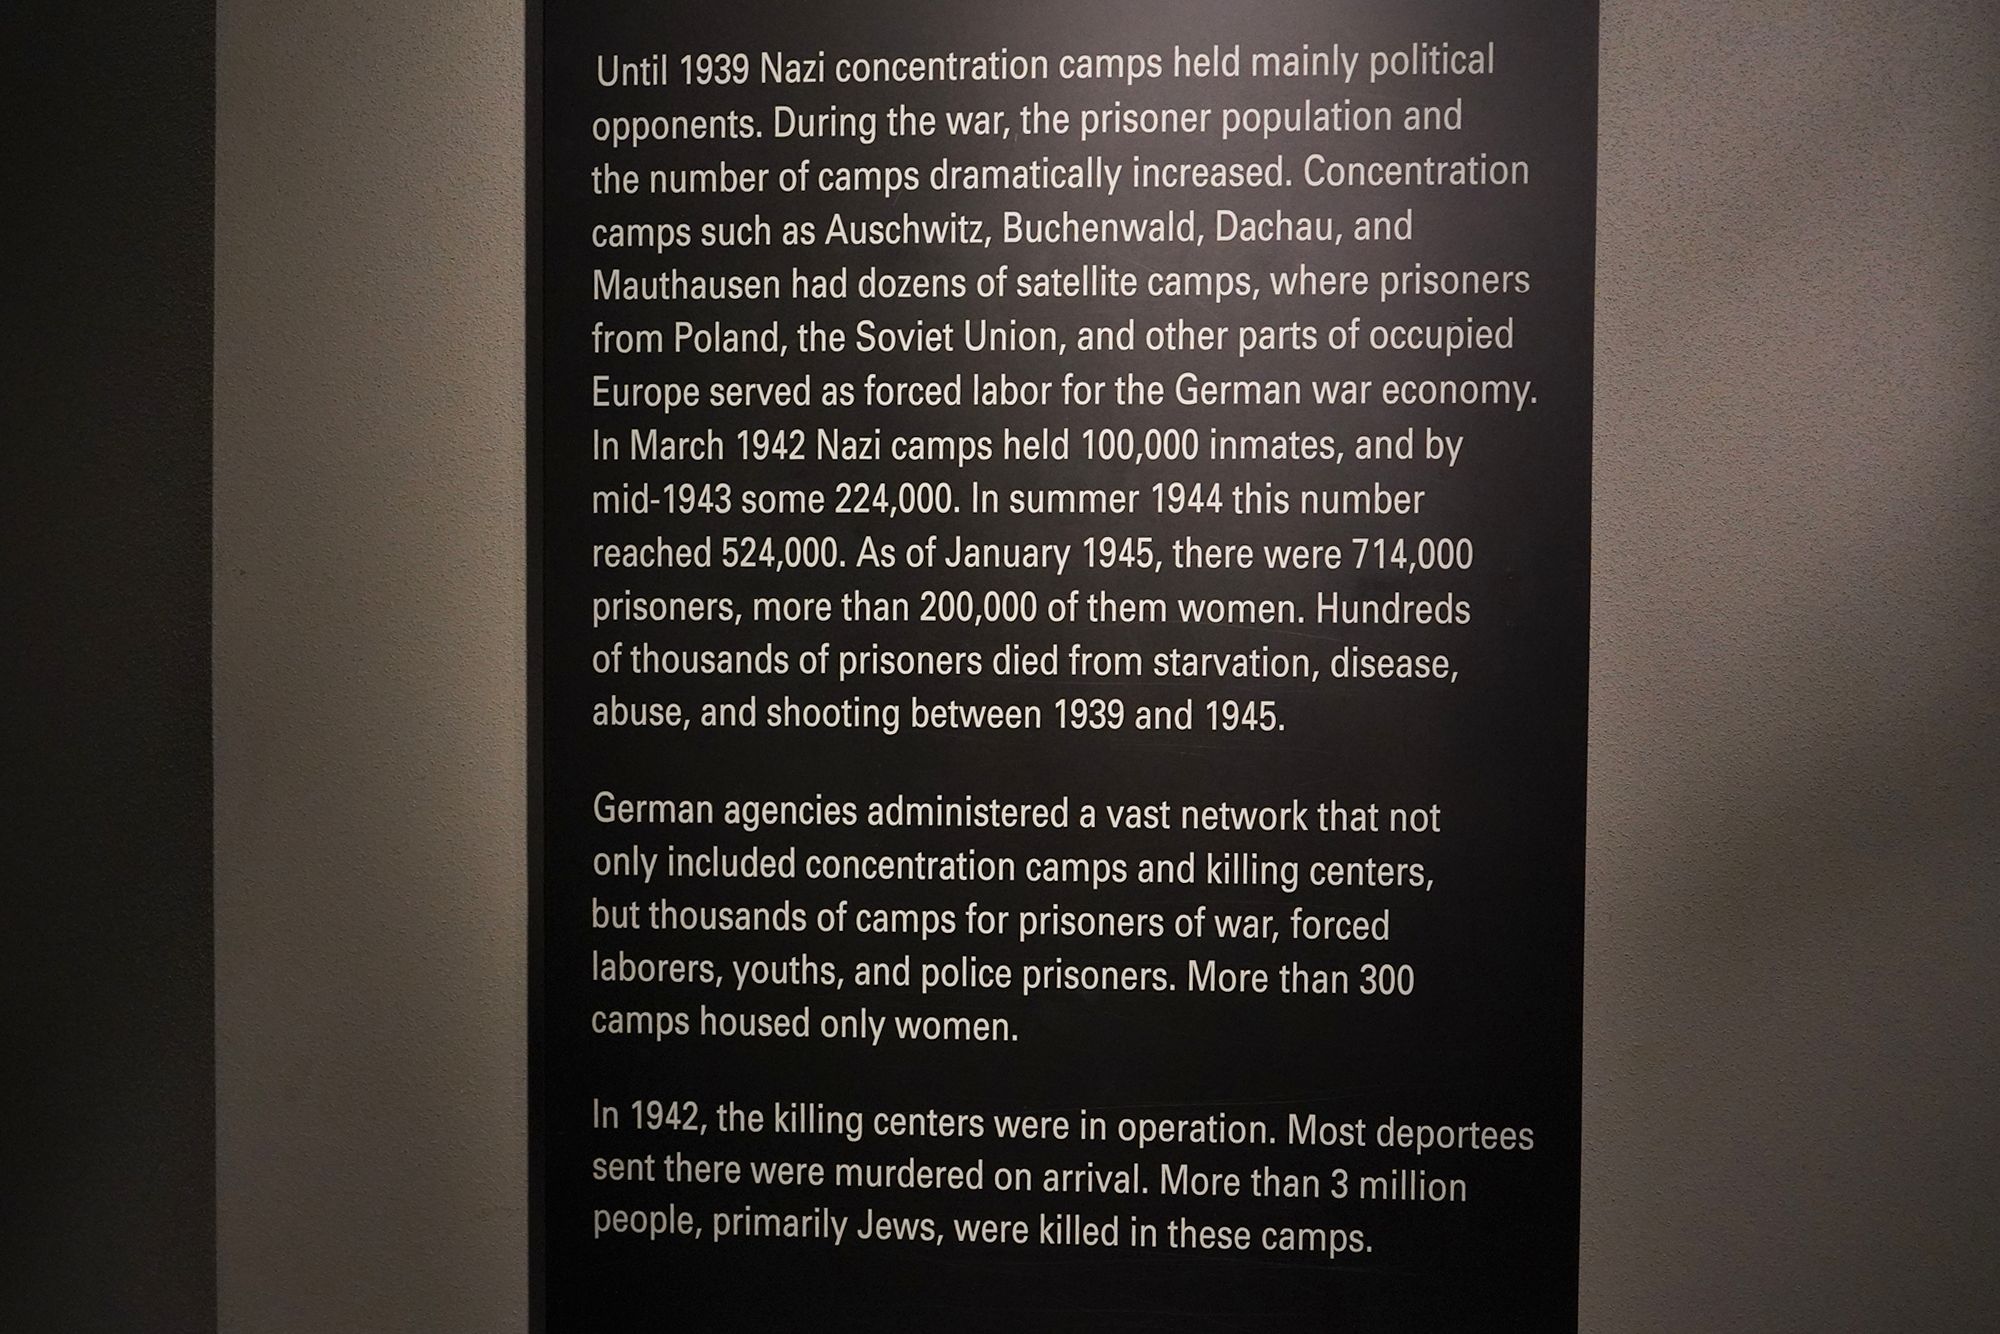 Until 1939 Nazi concentration camps held mainly political
opponents. During the war, the prisoner population and
the number of camps dramatically increased. Concentration
camps such as Auschwitz, Buchenwald, Dachau, and
Mauthausen had dozens of satellite camps, where prisoners
from Poland, the Soviet Union, and other parts of occupied
Europe served as forced labor for the German war economy.
In March 1942 Nazi camps held 100,000 inmates, and by
mid-1943 some 224,000. In summer 1944 this number
reached 524,000. As of January 1945, there were 714,000
prisoners, more than 200,000 of them women. Hundreds
of thousands of prisoners died from starvation, disease,
abuse, and shooting between 1939 and 1945.
German agencies administered a vast network that not
only included concentration camps and killing centers,
but thousands of camps for prisoners of war, forced
laborers, youths, and police prisoners. More than 300
camps housed only women.
In 1942, the killing centers were in operation. Most deportees
sent there were murdered on arrival. More than 3 million
people, primarily Jews, were killed in these camps.